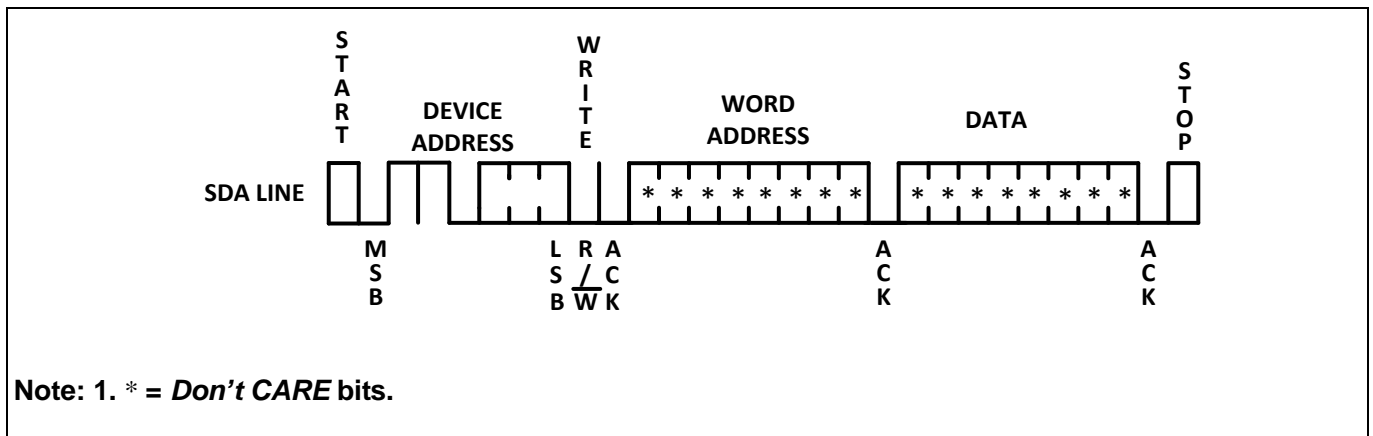 START
WRITE
STOP
DEVICE
ADDRESS
WORD
ADDRESS
DATA
SDA LINE
* * * * * * * *
* * * * * * * *
MSB
LSB
R/W
ACK
ACK
ACK
Note: 1. * = Don't CARE bits.